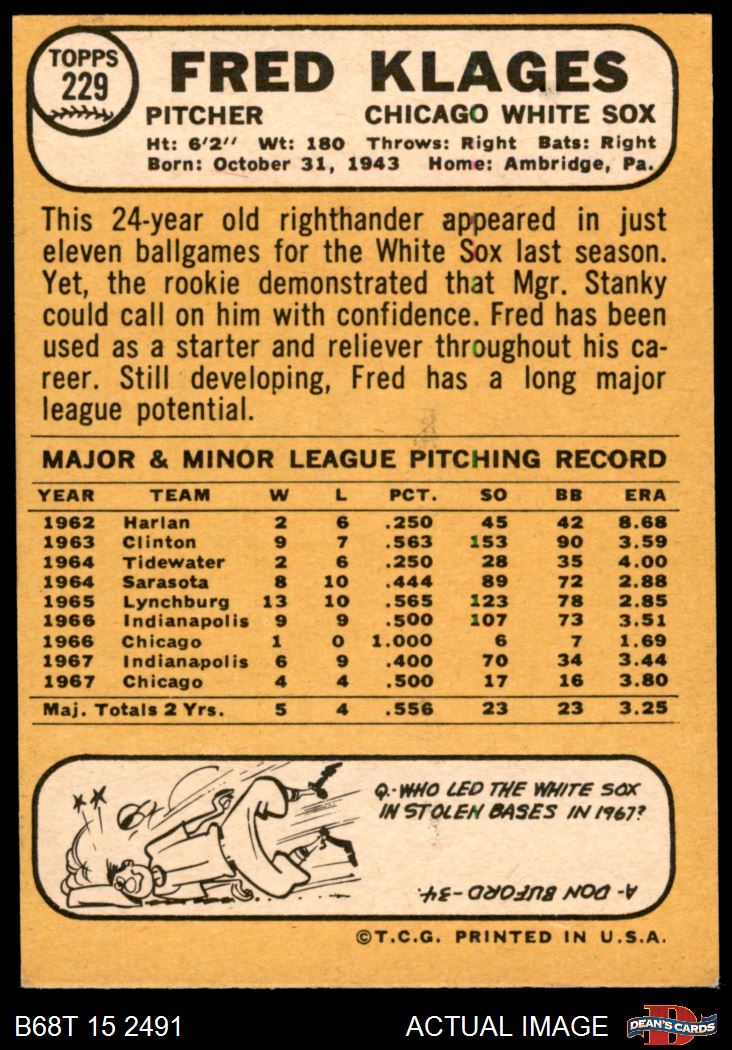 TOPPS
229
FRED KLAGES
PITCHER CHICAGO WHITE SOX
Ht: 6'2'' Wt: 180 Throws: Right Bats: Right
Born: October 31, 1943 Home: Ambridge, Pa.
This 24-year old righthander appeared in just
eleven ballgames for the White Sox last season.
Yet, the rookie demonstrated that Mgr. Stanky
could call on him with confidence. Fred has been
used as a starter and reliever throughout his ca-
reer. Still developing, Fred has a long major
league potential.
MAJOR & MINOR LEAGUE PITCHING RECORD
YEAR TEAM W L PCT. SO BB ERA
1962 Harlan 2 6 .250 45 42 8.68
1963 Clinton 9 7 .563 153 90 3.59
1964 Tidewater 2 6 .250 28 35 4.00
1964 Sarasota 8 10 .444 89 72 2.88
1965 Lynchburg 13 10 .565 123 78 2.85
1966 Indianapolis 9 9 .500 107 73 3.51
1966 Chicago 1 0 1.000 6 7 1.69
1967 Indianapolis 6 9 .400 70 34 3.44
1967 Chicago 4 4 .500 17 16 3.80
Maj. Totals 2 Yrs. 5 4 .556 23 23 3.25
Q.-WHO LED THE WHITE SOX
IN STOLEN BASES IN 1967?
A- DON BUFORD-34.
©T.C.G. PRINTED IN U.S.A.
B68T 15 2491 ACTUAL IMAGE D DEAN'S CARDS